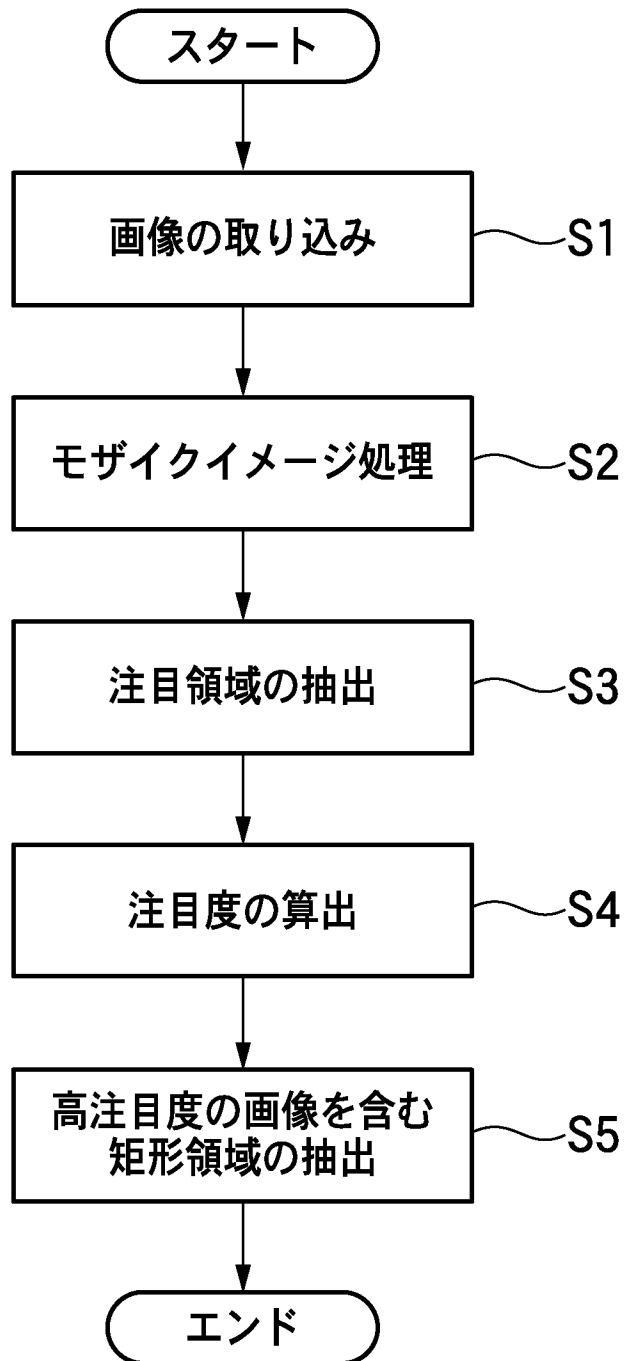 スタート
画像の取り込み
S1
モザイクイメージ処理
S2
注目領域の抽出
S3
注目度の算出
S4
高注目度の画像を含む
矩形領域の抽出
S5
エンド